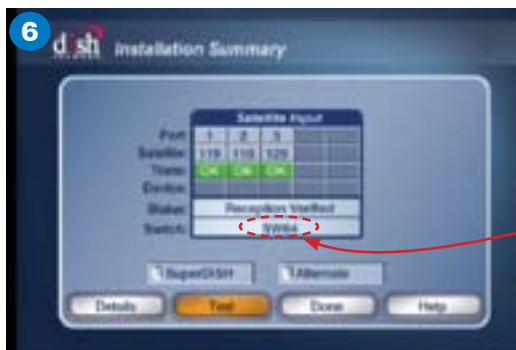 6
dish Installation Summary
Satellite Input
Port 1 2 3
Satellite 119 110 129
Trans OK OK OK
Device
Status Reception Verified
Switch SW64
SuperDISH Alternate
Details Test Done Help